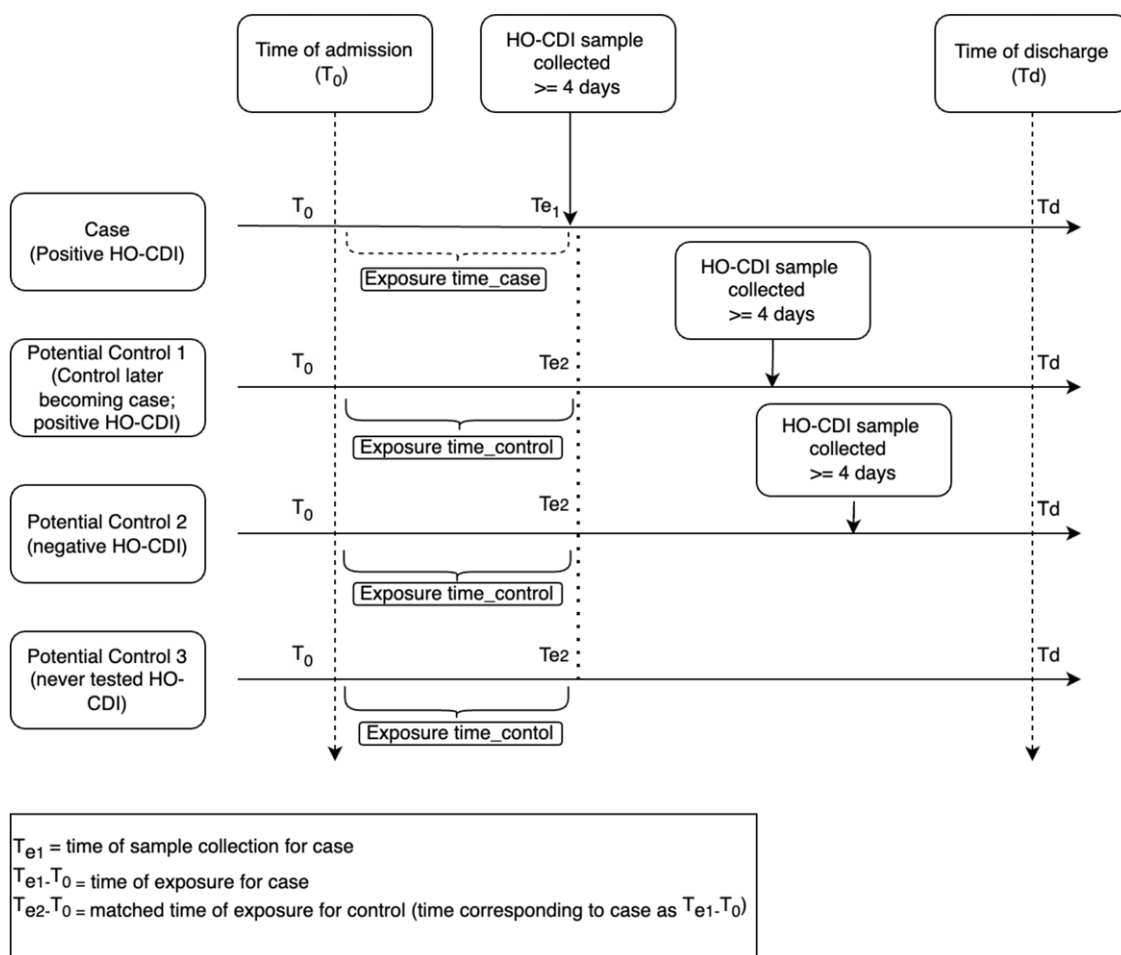 Time of admission
(T0)
HO-CDI sample
collected
>= 4 days
Time of discharge
(Td)
Case
(Positive HO-CDI)
T0
Te1
Td
Exposure time_case
HO-CDI sample
collected
>= 4 days
Potential Control 1
(Control later
becoming case;
positive HO-CDI)
T0
Te2
Td
Exposure time_control
HO-CDI sample
collected
>= 4 days
Potential Control 2
(negative HO-CDI)
T0
Te2
Td
Exposure time_control
Potential Control 3
(never tested HO-
CDI)
T0
Te2
Td
Exposure time_contol
Te1 = time of sample collection for case
Te1-T0 = time of exposure for case
Te2-T0 = matched time of exposure for control (time corresponding to case as Te1-T0)